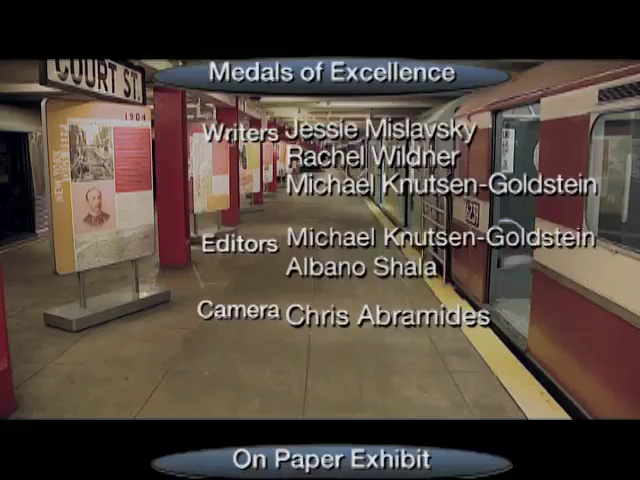 COURT ST.
Medals of Excellence
1904
Writers Jessie Mislavsky
Rachel Wildner
Michael Knutsen-Goldstein
Editors Michael Knutsen-Goldstein
Albano Shala
Camera Chris Abramides
On Paper Exhibit